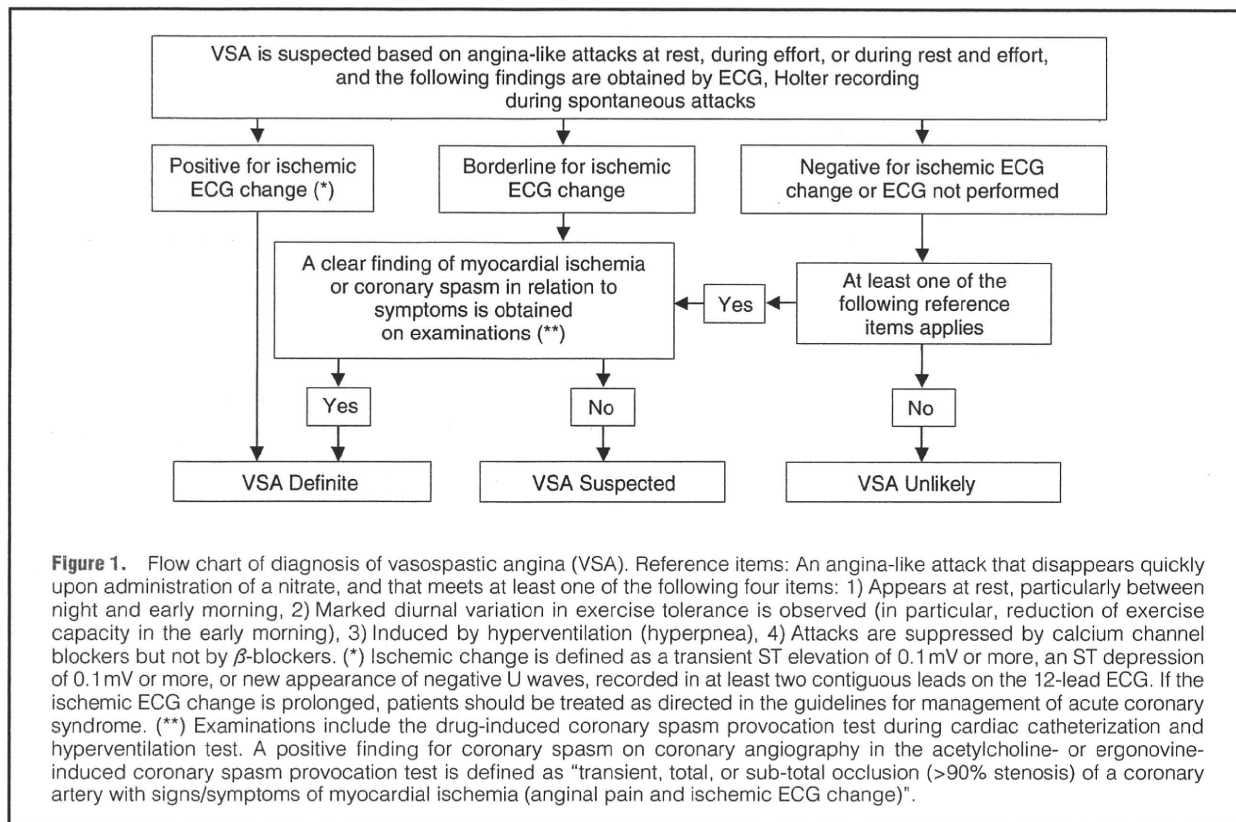 VSA is suspected based on angina-like attacks at rest, during effort, or during rest and effort,
and the following findings are obtained by ECG, Holter recording
during spontaneous attacks
Positive for ischemic
ECG change (*)
Borderline for ischemic
ECG change
Negative for ischemic ECG
change or ECG not performed
A clear finding of myocardial ischemia
or coronary spasm in relation to
symptoms is obtained
on examinations (**)
Yes
At least one of the
following reference
items applies
Yes
No
No
VSA Definite
VSA Suspected
VSA Unlikely
Figure 1. Flow chart of diagnosis of vasospastic angina (VSA). Reference items: An angina-like attack that disappears quickly
upon administration of a nitrate, and that meets at least one of the following four items: 1) Appears at rest, particularly between
night and early morning, 2) Marked diurnal variation in exercise tolerance is observed (in particular, reduction of exercise
capacity in the early morning), 3) Induced by hyperventilation (hyperpnea), 4) Attacks are suppressed by calcium channel
blockers but not by β-blockers. (*) Ischemic change is defined as a transient ST elevation of 0.1 mV or more, an ST depression
of 0.1 mV or more, or new appearance of negative U waves, recorded in at least two contiguous leads on the 12-lead ECG. If the
ischemic ECG change is prolonged, patients should be treated as directed in the guidelines for management of acute coronary
syndrome. (**) Examinations include the drug-induced coronary spasm provocation test during cardiac catheterization and
hyperventilation test. A positive finding for coronary spasm on coronary angiography in the acetylcholine- or ergonovine-
induced coronary spasm provocation test is defined as "transient, total, or sub-total occlusion (>90% stenosis) of a coronary
artery with signs/symptoms of myocardial ischemia (anginal pain and ischemic ECG change)".